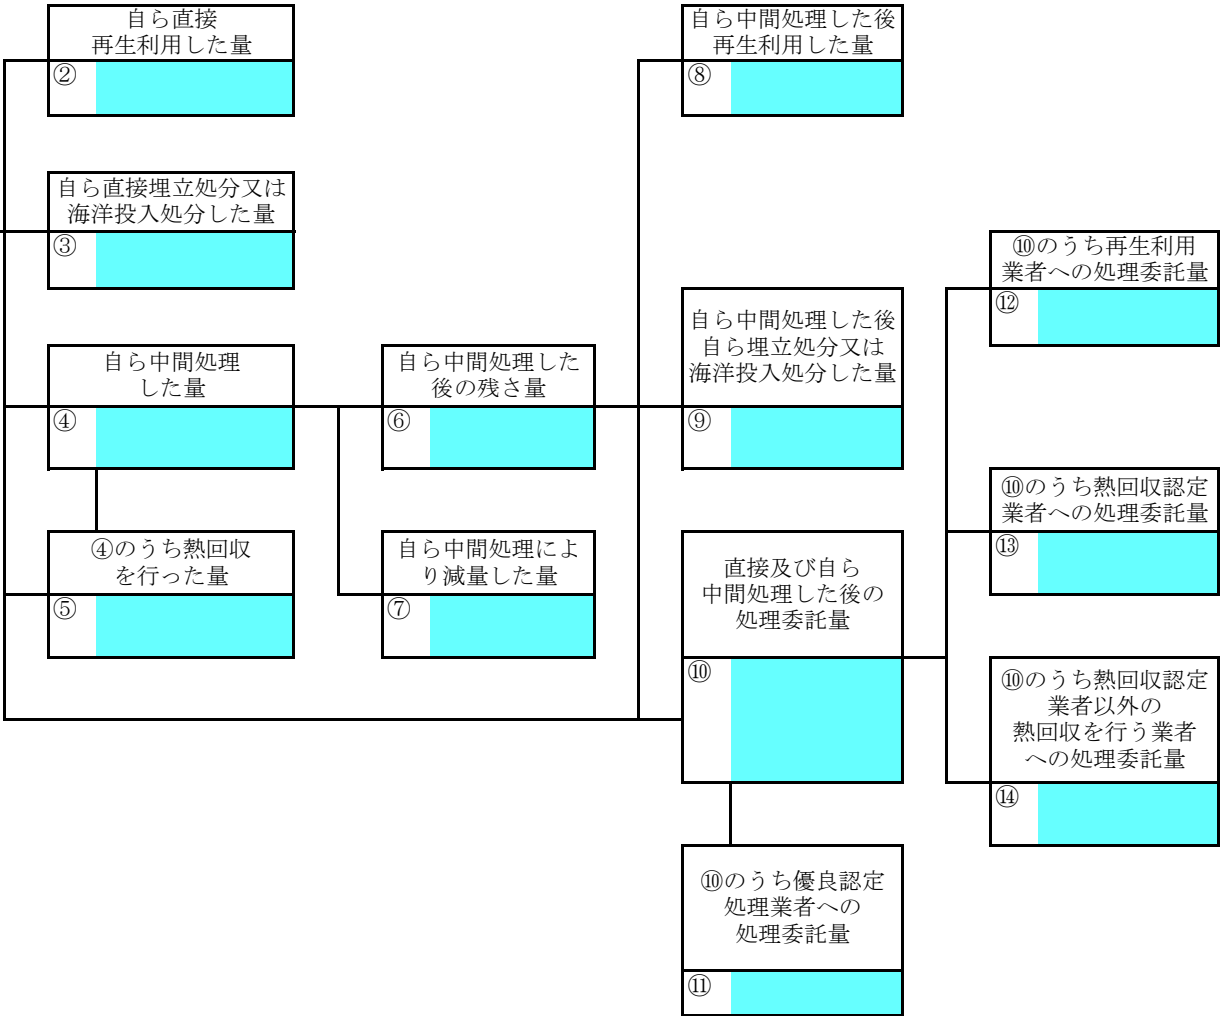 自ら直接
再生利用した量
②
自ら直接埋立処分又は
海洋投入処分した量
③
自ら中間処理
した量
④
④のうち熱回収
を行った量
⑤
自ら中間処理した
後の残さ量
⑥
自ら中間処理によ
り減量した量
⑦
自ら中間処理した後
再生利用した量
⑧
自ら中間処理した後
自ら埋立処分又は
海洋投入処分した量
⑨
直接及び自ら
中間処理した後の
処理委託量
⑩
⑩のうち優良認定
処理業者への
処理委託量
⑪
⑩のうち再生利用
業者への処理委託量
⑫
⑩のうち熱回収認定
業者への処理委託量
⑬
⑩のうち熱回収認定
業者以外の
熱回収を行う業者
への処理委託量
⑭